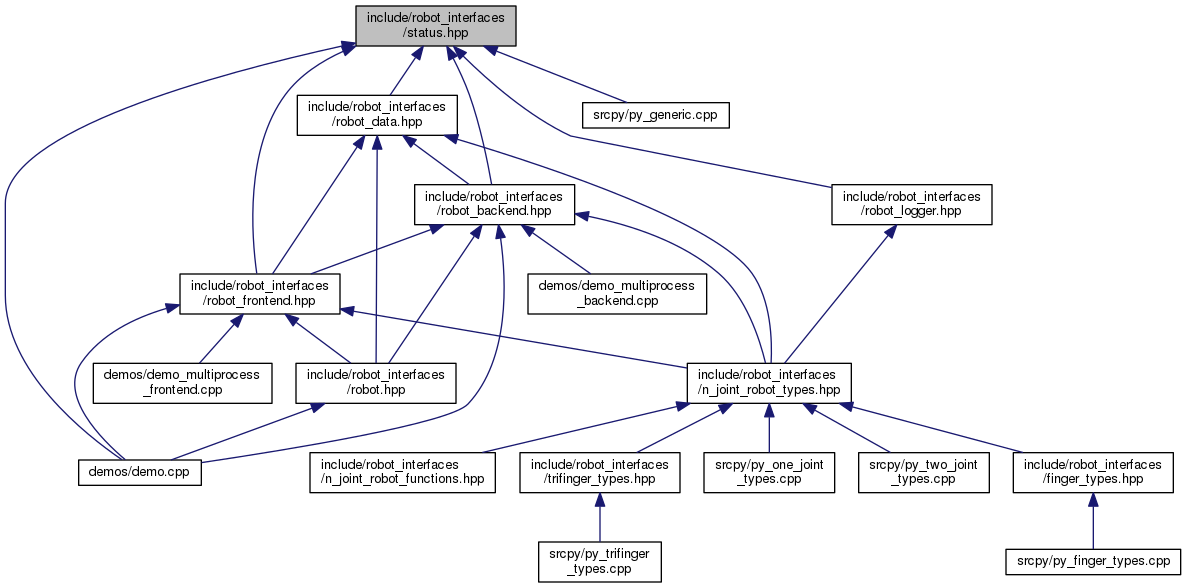 include/robot_interfaces
/status.hpp
include/robot_interfaces
/robot_data.hpp
srcpy/py_generic.cpp
include/robot_interfaces
/robot_backend.hpp
include/robot_interfaces
/robot_logger.hpp
include/robot_interfaces
/robot_frontend.hpp
demos/demo_multiprocess
_backend.cpp
demos/demo_multiprocess
_frontend.cpp
include/robot_interfaces
/robot.hpp
include/robot_interfaces
/n_joint_robot_types.hpp
demos/demo.cpp
include/robot_interfaces
/n_joint_robot_functions.hpp
include/robot_interfaces
/trifinger_types.hpp
srcpy/py_one_joint
_types.cpp
srcpy/py_two_joint
_types.cpp
include/robot_interfaces
/finger_types.hpp
srcpy/py_trifinger
_types.cpp
srcpy/py_finger_types.cpp